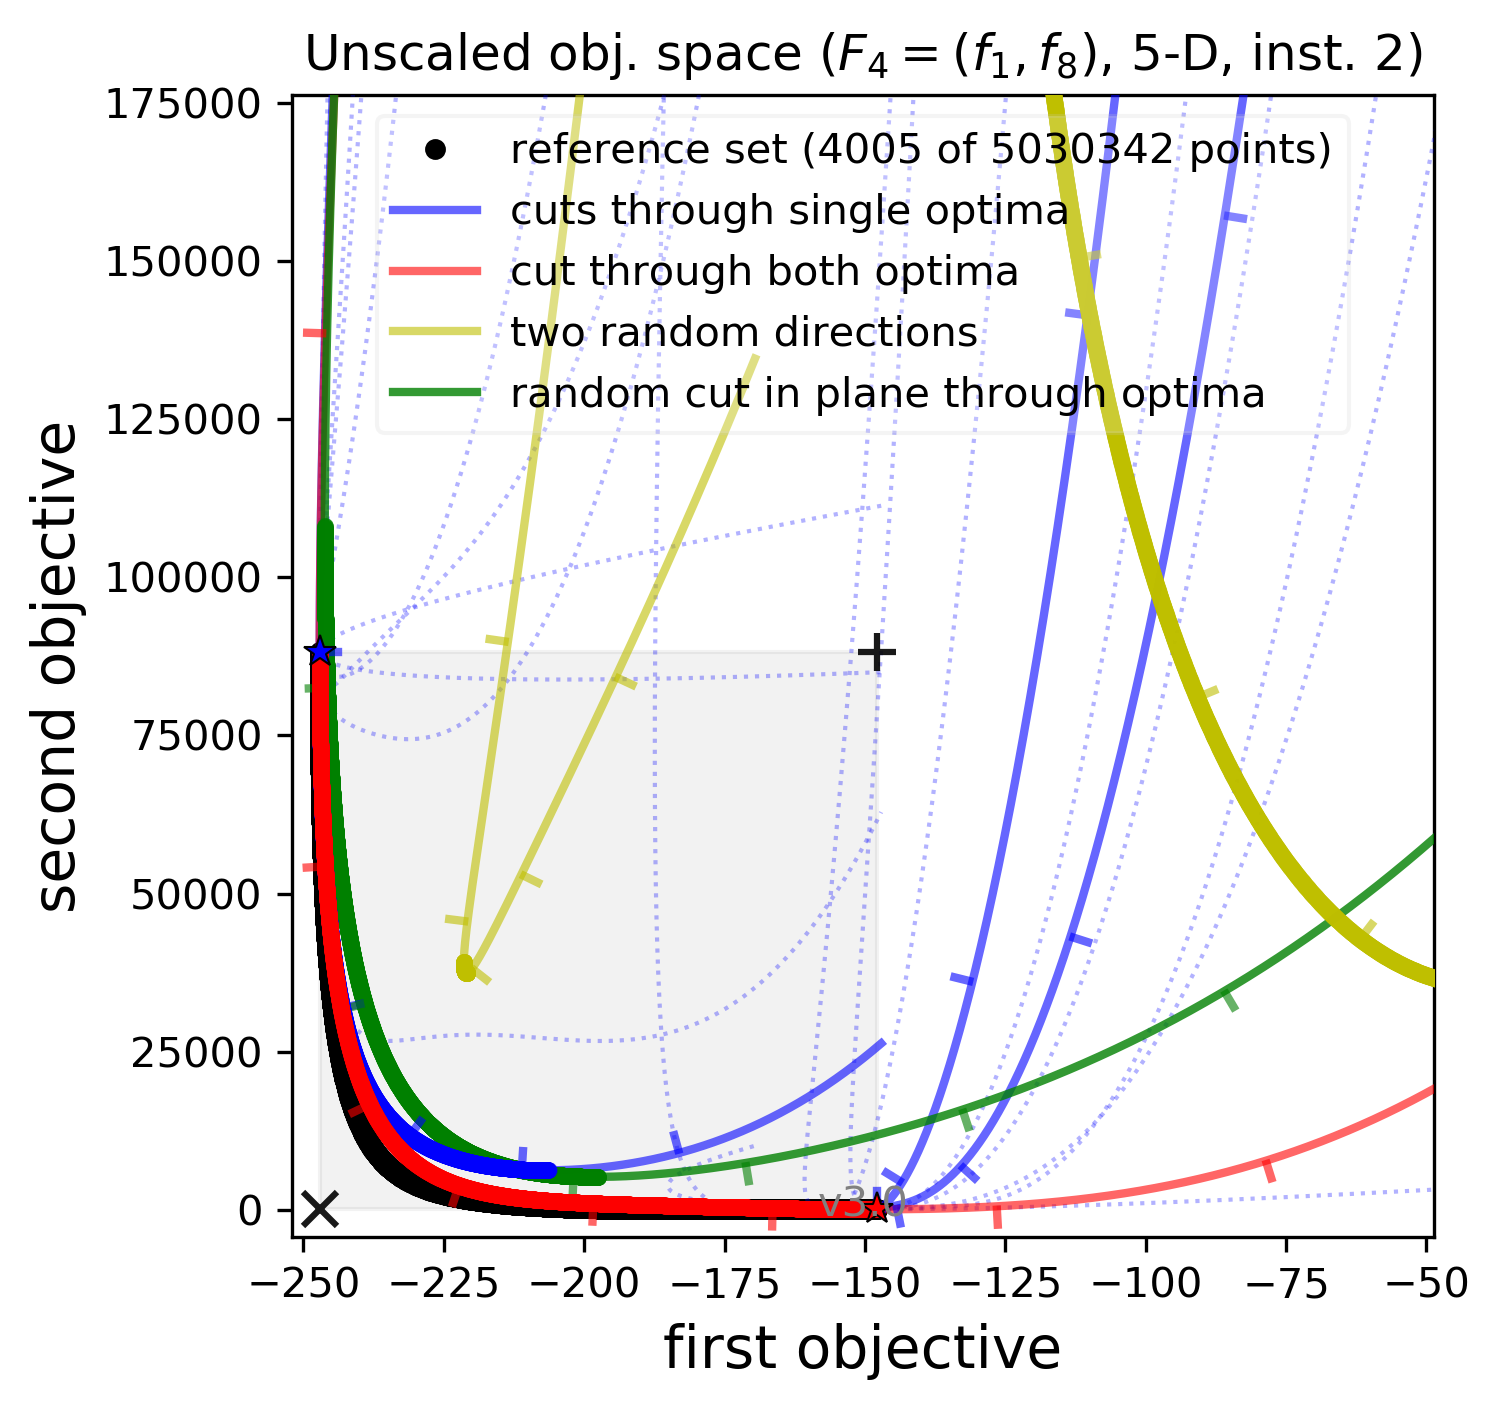 Unscaled obj. space (F₄ = (f₁, f₈), 5-D, inst. 2)
reference set (4005 of 5030342 points)
cuts through single optima
cut through both optima
two random directions
random cut in plane through optima
second objective
175000
150000
125000
100000
75000
50000
25000
0
v3.0
−250 −225 −200 −175 −150 −125 −100 −75 −50
first objective